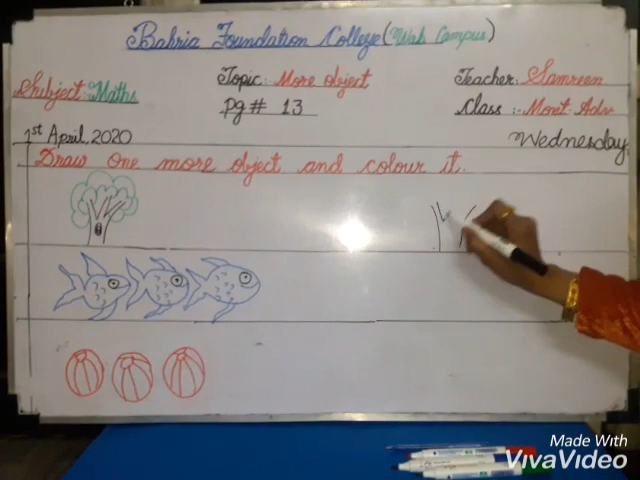 Bahria Foundation College (Wah Campus)
Subject:-Maths
Topic:- More object
Teacher:- Samreen
Pg# 13
Class :- Mont-Adv
1st April, 2020
Wednesday
Draw one more object and colour it.
Made With
VivaVideo